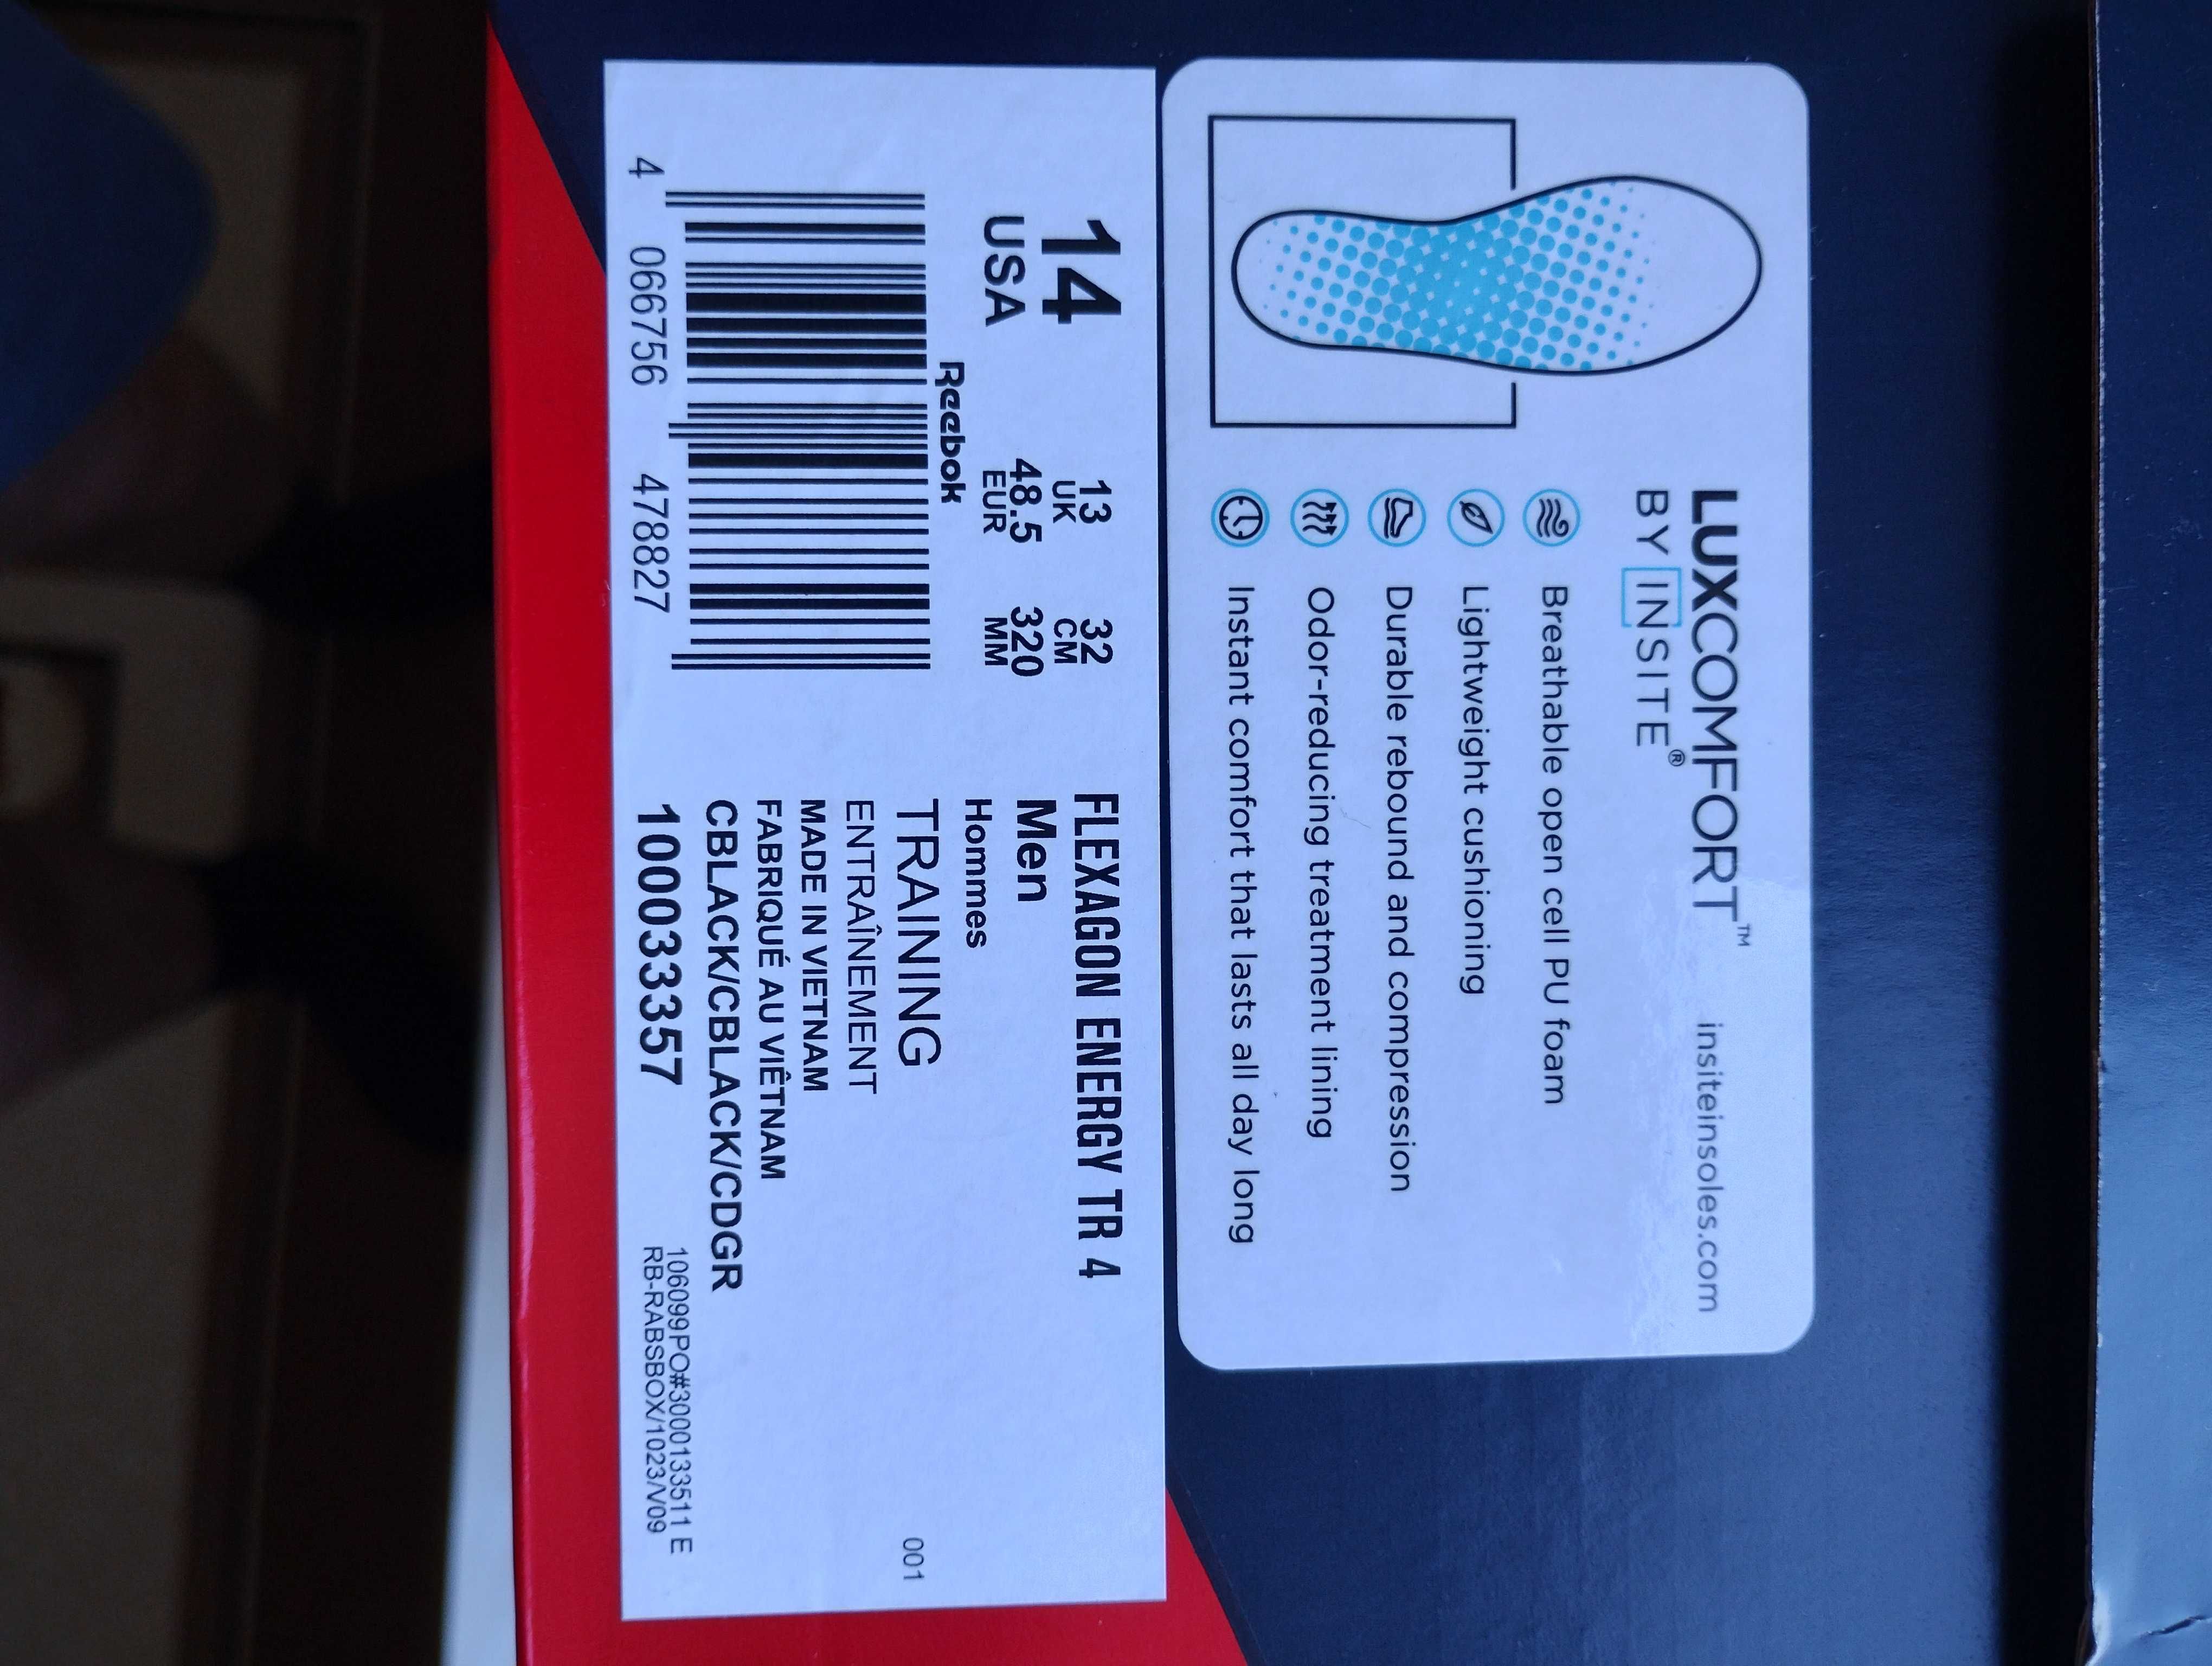 LUXCOMFORT™ insiteinsoles.com
BY INSITE®
Breathable open cell PU foam
Lightweight cushioning
Durable rebound and compression
Odor-reducing treatment lining
Instant comfort that lasts all day long
14
USA
13
UK
48.5
EUR
32
CM
320
MM
Reebok
4 066756 478827
FLEXAGON ENERGY TR 4
Men
Hommes
TRAINING
001
ENTRAÎNEMENT
MADE IN VIETNAM
FABRIQUÉ AU VIÊTNAM
CBLACK/CBLACK/CDGR
100033357
106099PO#3000133511 E
RB-RABSBOX/1023/V09